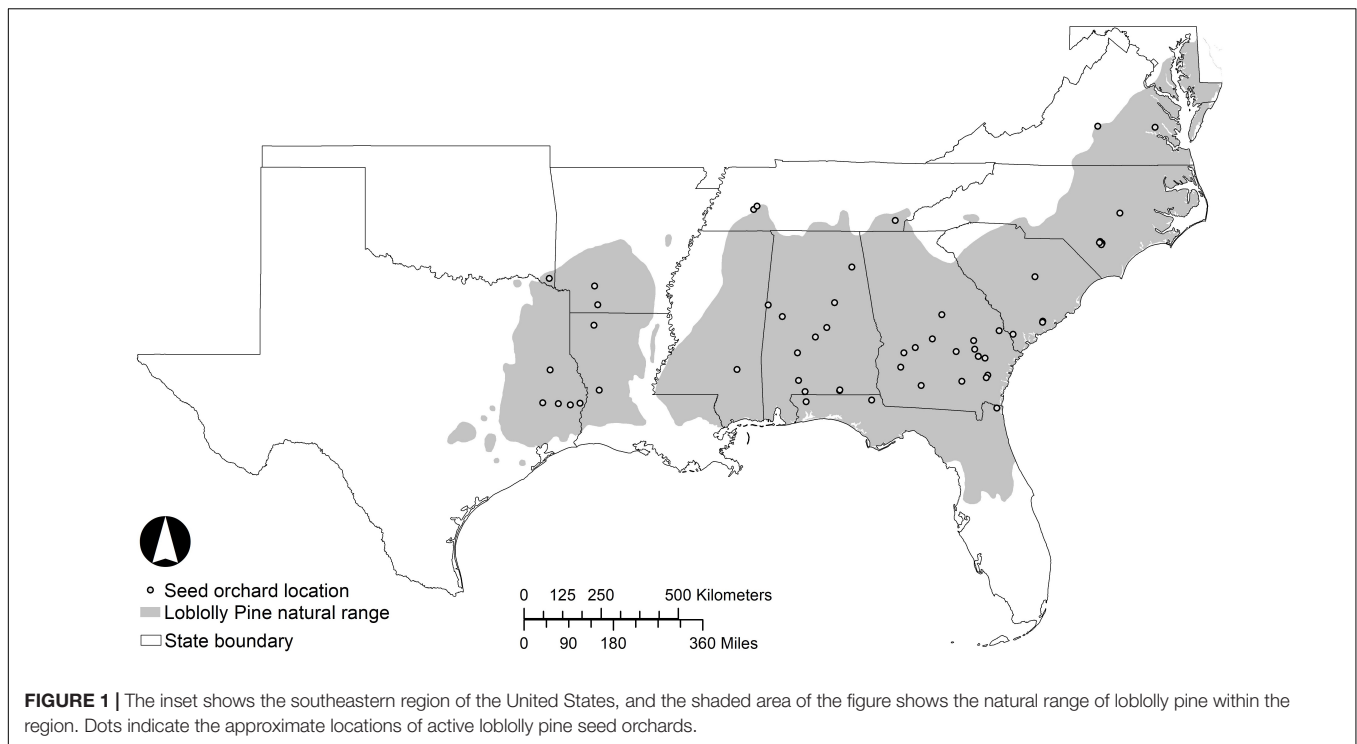 Seed orchard location
Loblolly Pine natural range
State boundary
0 125 250 500 Kilometers
0 90 180 360 Miles
FIGURE 1 | The inset shows the southeastern region of the United States, and the shaded area of the figure shows the natural range of loblolly pine within the
region. Dots indicate the approximate locations of active loblolly pine seed orchards.